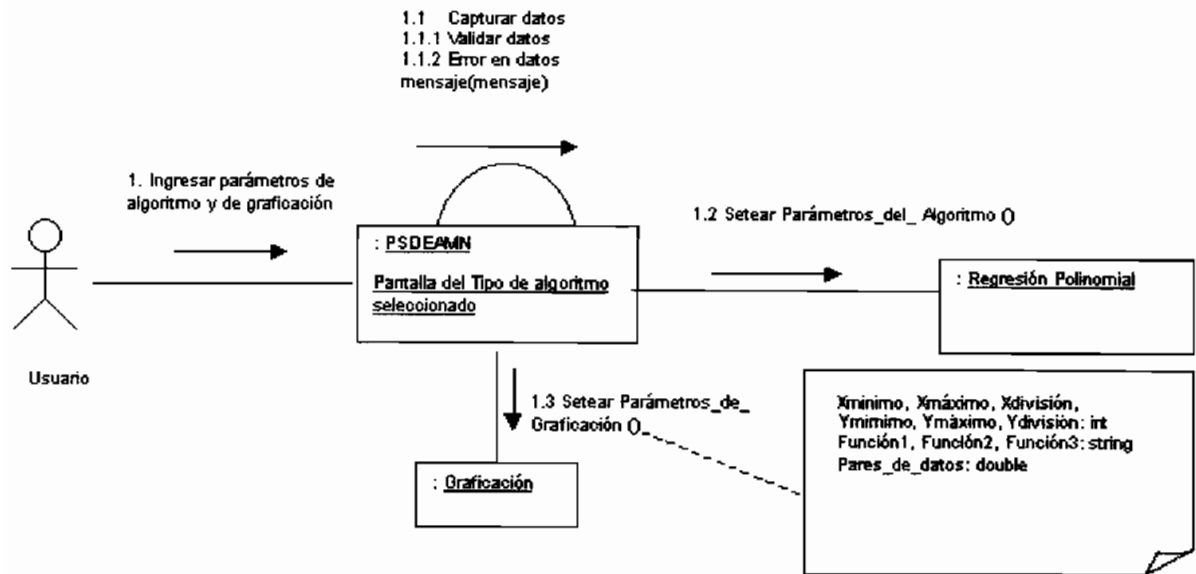 1.1 Capturar datos
1.1.1 Validar datos
1.1.2 Error en datos
mensaje(mensaje)
1. Ingresar parámetros de
algoritmo y de graficación
1.2 Setear Parámetros_del_ Algoritmo ()
: PSDEAMN
Pantalla del Tipo de algoritmo
seleccionado
: Regresión Polinomial
Usuario
1.3 Setear Parámetros_de_
Graficación ()_
Xminimo, Xmáximo, Xdivisión,
Ymimimo, Ymáximo, Ydivisión: int
Función1, Función2, Función3: string
Pares_de_datos: double
: Graficación